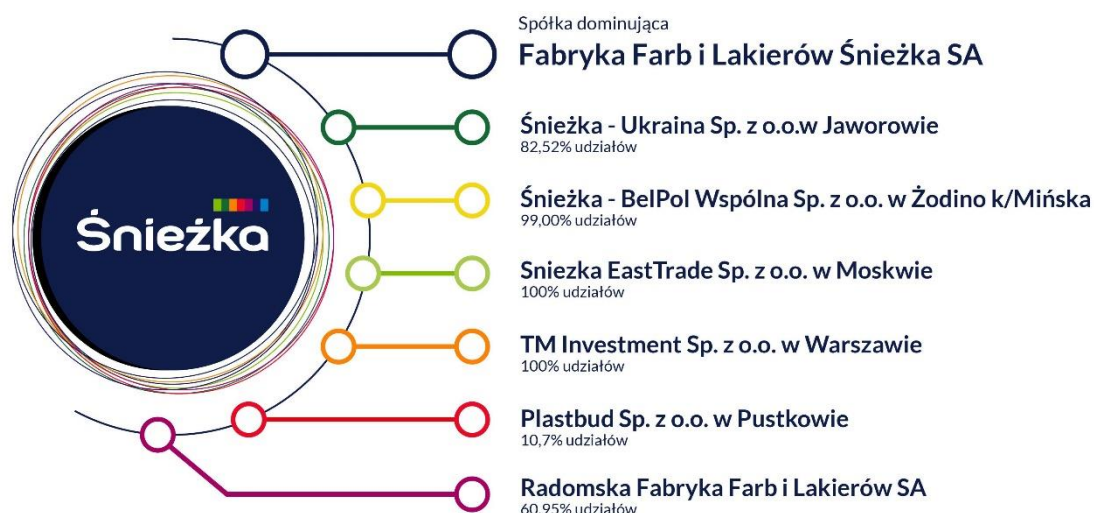 Śnieżka
Spółka dominująca
Fabryka Farb i Lakierów Śnieżka SA
Śnieżka - Ukraina Sp. z o.o.w Jaworowie
82,52% udziałów
Śnieżka - BelPol Wspólna Sp. z o.o. w Żodino k/Mińska
99,00% udziałów
Sniezka EastTrade Sp. z o.o. w Moskwie
100% udziałów
TM Investment Sp. z o.o. w Warszawie
100% udziałów
Plastbud Sp. z o.o. w Pustkowie
10,7% udziałów
Radomska Fabryka Farb i Lakierów SA
60,95% udziałów